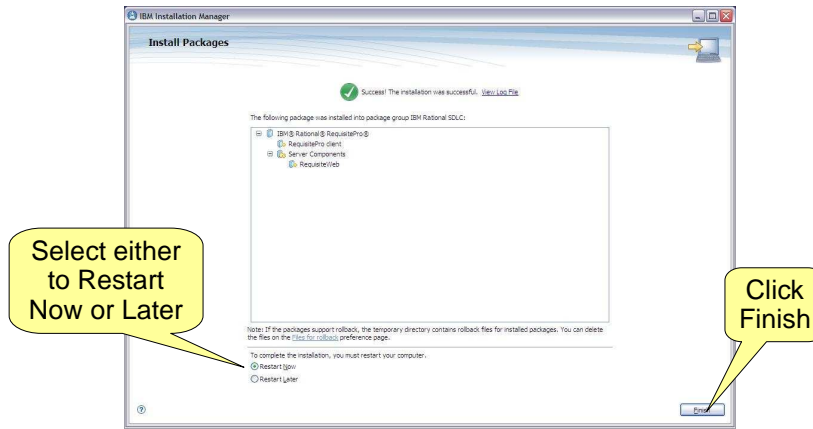 IBM Installation Manager
Install Packages
Success! The installation was successful. View Log File
The following package was installed into package group IBM Rational SDLC:
IBM® Rational® RequisitePro®
RequisitePro client
Server Components
RequisiteWeb
Select either
to Restart
Now or Later
Click
Finish
Note: If the packages support rollback, the temporary directory contains rollback files for installed packages. You can delete
the files on the Files for rollback preference page.
To complete the installation, you must restart your computer.
Restart Now
Restart Later
?
Finish